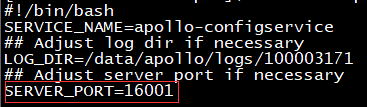 #!/bin/bash
SERVICE_NAME=apollo-configservice
## Adjust log dir if necessary
LOG_DIR=/data/apollo/logs/100003171
## Adjust server port if necessary
SERVER_PORT=16001